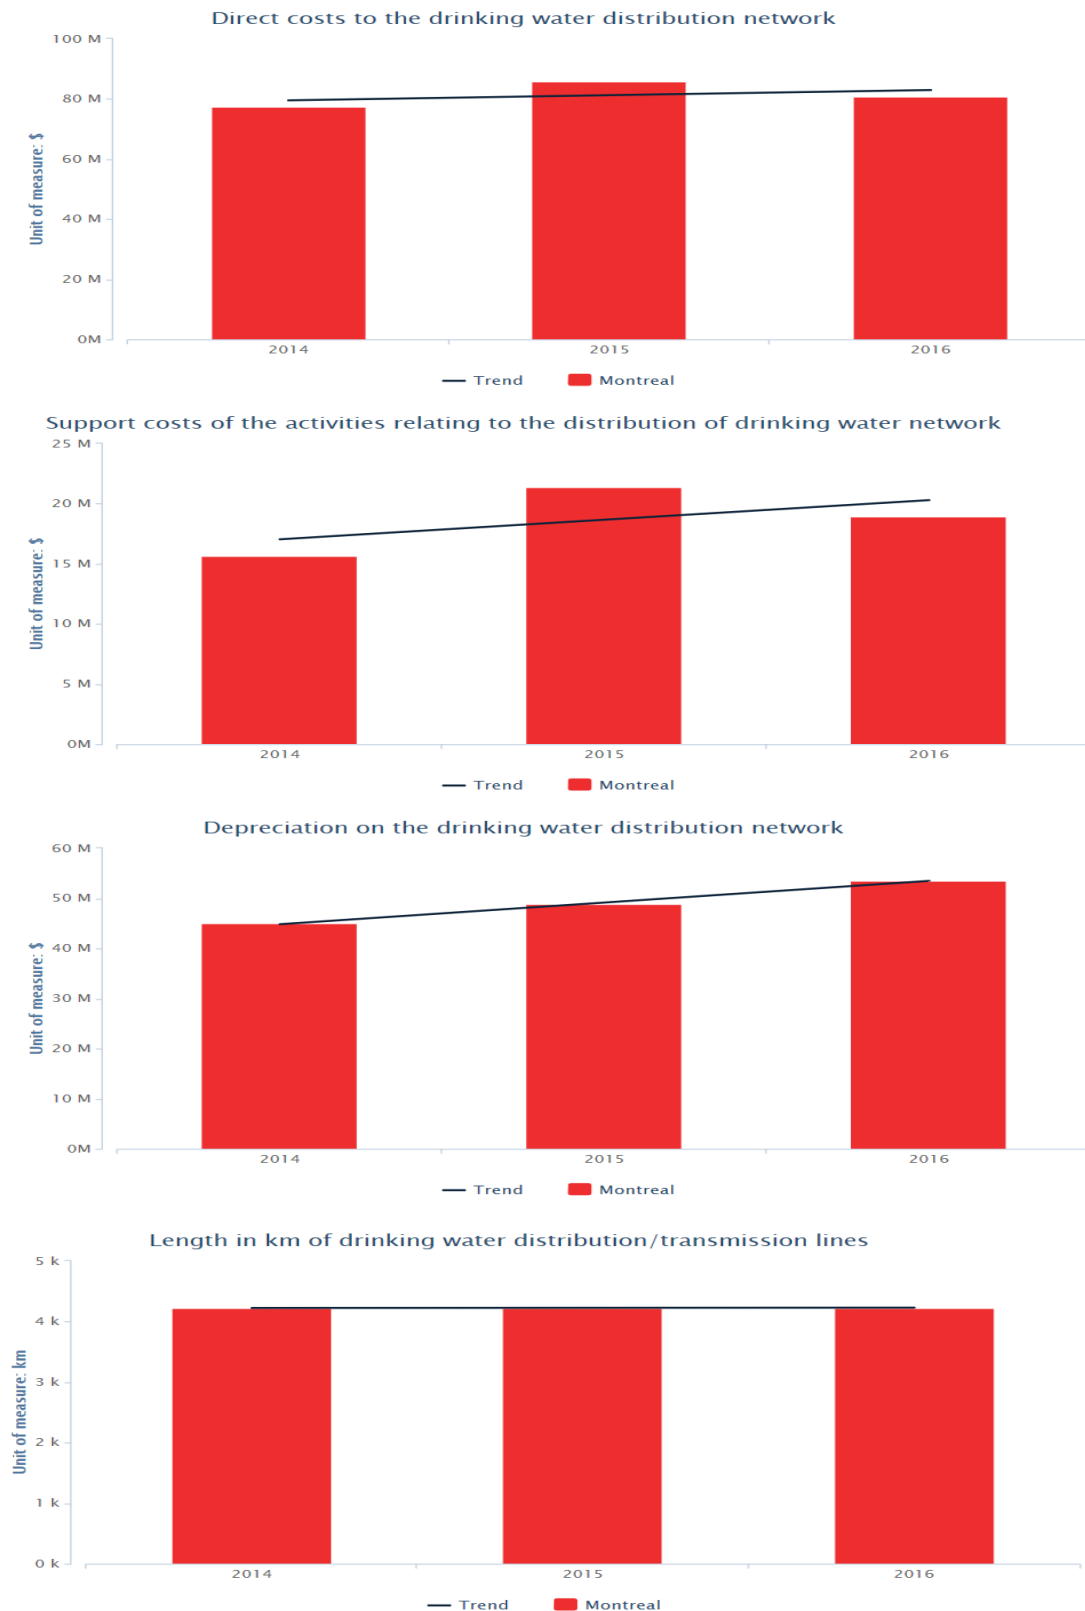 Direct costs to the drinking water distribution network
100 M
80 M
60 M
40 M
20 M
0M
Unit of measure: $
2014 2015 2016
Trend Montreal
Support costs of the activities relating to the distribution of drinking water network
25 M
20 M
15 M
10 M
5 M
0M
Unit of measure: $
2014 2015 2016
Trend Montreal
Depreciation on the drinking water distribution network
60 M
50 M
40 M
30 M
20 M
10 M
0M
Unit of measure: $
2014 2015 2016
Trend Montreal
Length in km of drinking water distribution/transmission lines
5 k
4 k
3 k
2 k
1 k
0 k
Unit of measure: km
2014 2015 2016
Trend Montreal